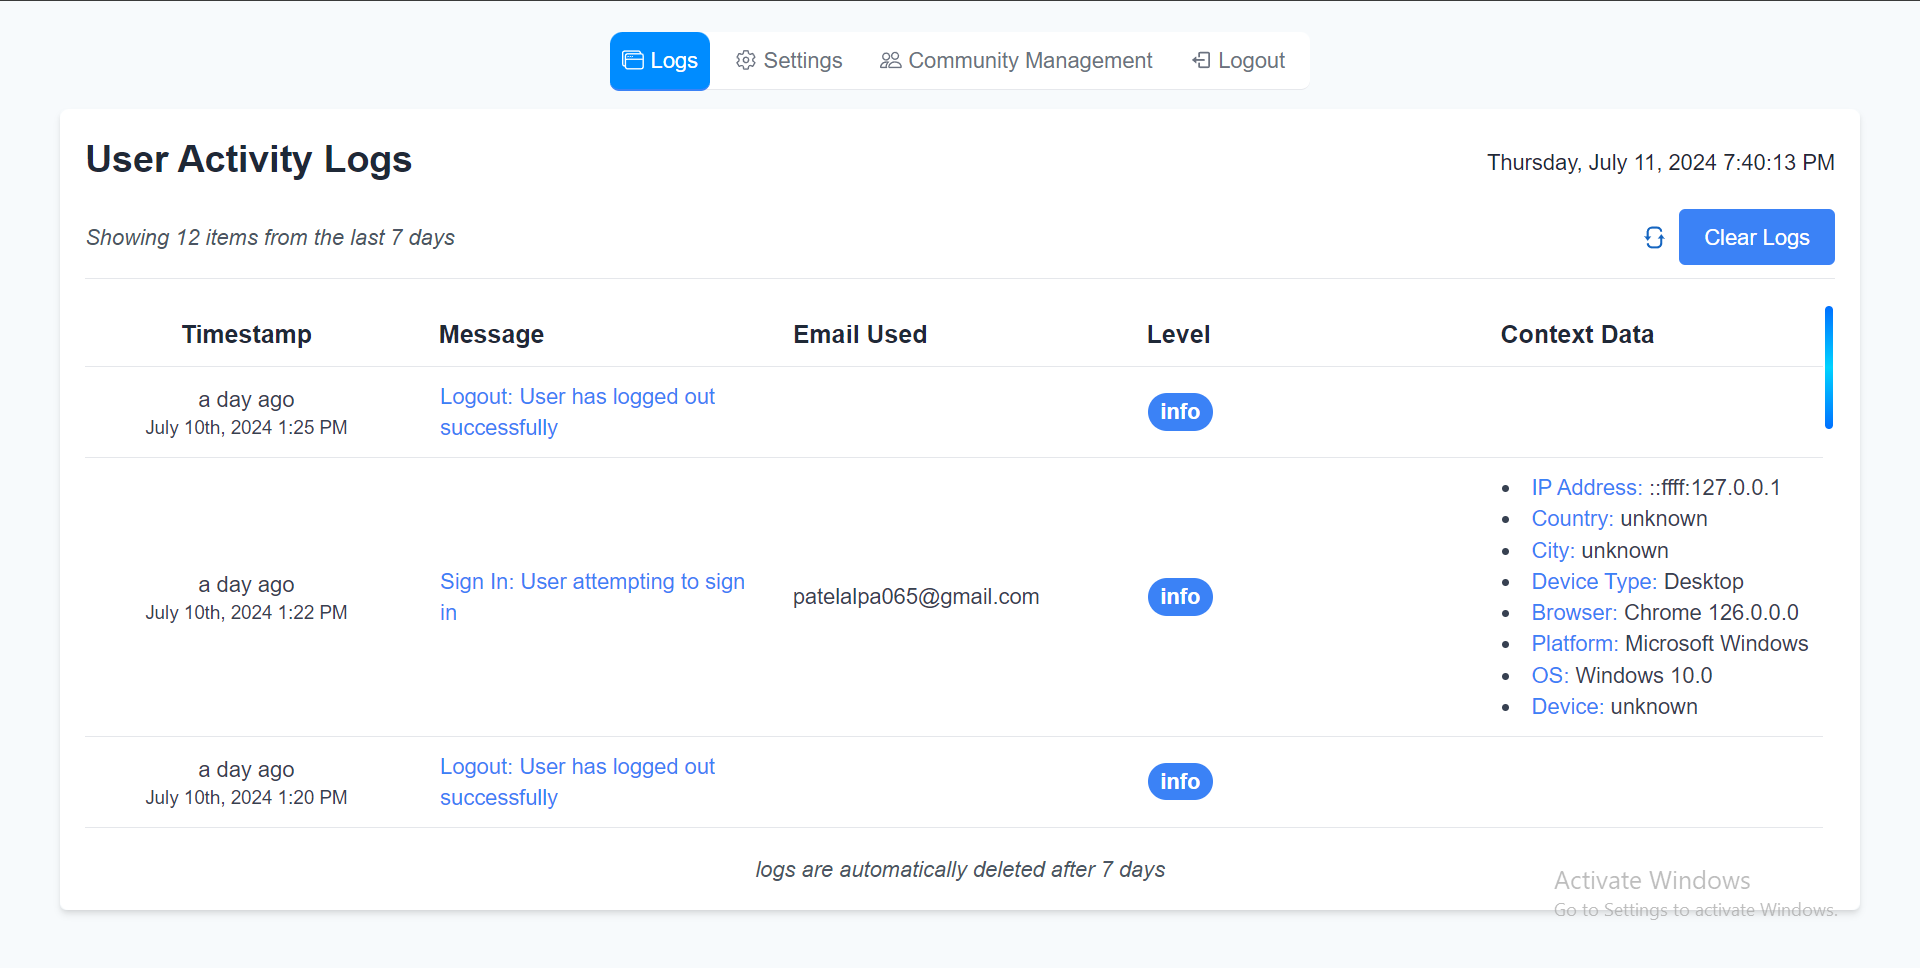 Logs Settings Community Management Logout
User Activity Logs
Thursday, July 11, 2024 7:40:13 PM
Showing 12 items from the last 7 days
Clear Logs
Timestamp Message Email Used Level Context Data
a day ago
July 10th, 2024 1:25 PM
Logout: User has logged out
successfully
info
a day ago
July 10th, 2024 1:22 PM
Sign In: User attempting to sign
in
patelalpa065@gmail.com
info
IP Address: ::ffff:127.0.0.1
Country: unknown
City: unknown
Device Type: Desktop
Browser: Chrome 126.0.0.0
Platform: Microsoft Windows
OS: Windows 10.0
Device: unknown
a day ago
July 10th, 2024 1:20 PM
Logout: User has logged out
successfully
info
logs are automatically deleted after 7 days
Activate Windows
Go to Settings to activate Windows.